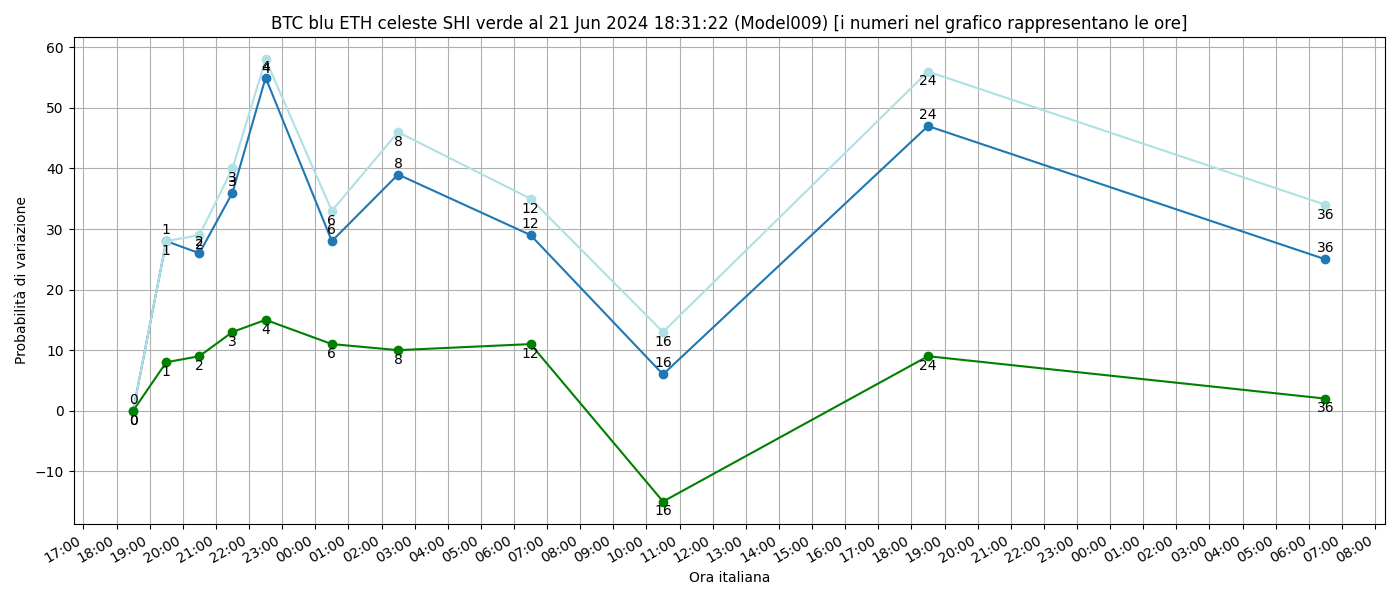 BTC blu ETH celeste SHI verde al 21 Jun 2024 18:31:22 (Model009) [i numeri nel grafico rappresentano le ore]
Probabilità di variazione
60
50
40
30
20
10
0
−10
0 1 2 3 4 6 8 12 16 24 36
0 1 2 3 4 6 8 12 16 24 36
0 1 2 3 4 6 8 12 16 24 36
17:00 18:00 19:00 20:00 21:00 22:00 23:00 00:00 01:00 02:00 03:00 04:00 05:00 06:00 07:00 08:00 09:00 10:00 11:00 12:00 13:00 14:00 15:00 16:00 17:00 18:00 19:00 20:00 21:00 22:00 23:00 00:00 01:00 02:00 03:00 04:00 05:00 06:00 07:00 08:00
Ora italiana